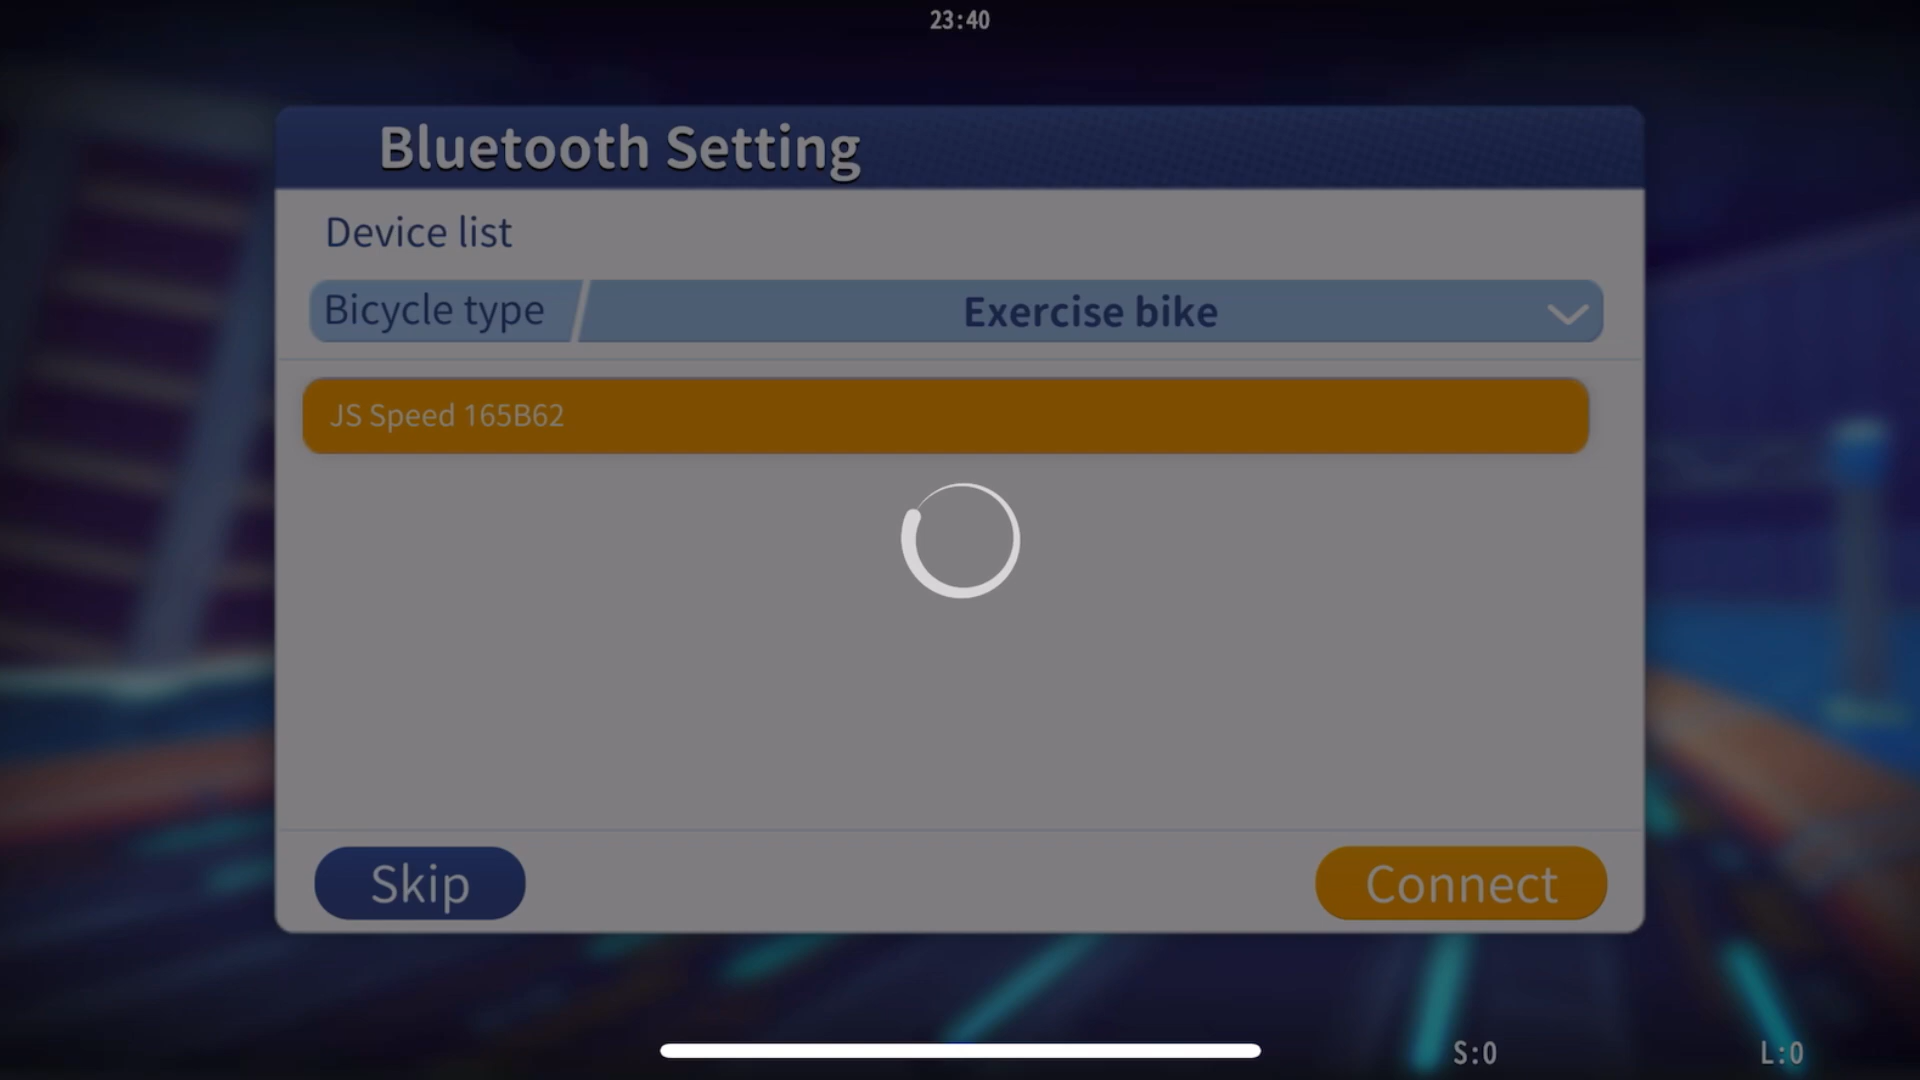 23:40
Bluetooth Setting
Device list
Bicycle type
Exercise bike
JS Speed 165B62
Skip
Connect
S:0
L:0